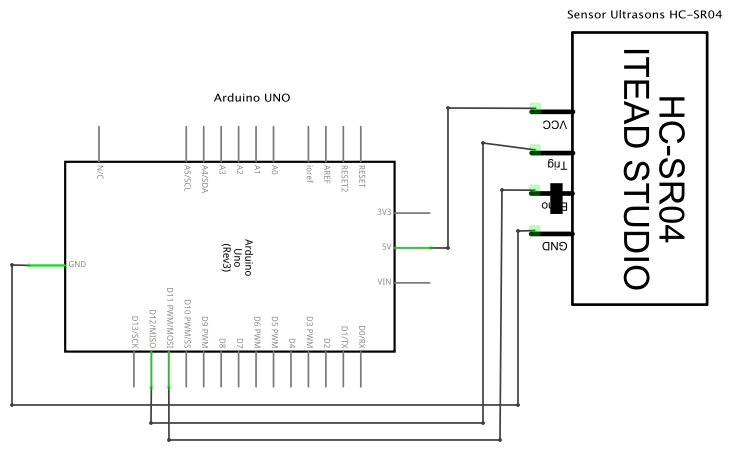 Sensor Ultrasons HC-SR04
Arduino UNO
N/C
A5/SCL
A4/SDA
A3
A2
A1
A0
ioref
AREF
RESET2
RESET
VCC
Trig
GND
HC-SR04
ITEAD STUDIO
3V3
5V
VIN
GND
Arduino
Uno
(Rev3)
D13/SCK
D12/MISO
D11 PWM/MOSI
D10 PWM/SS
D9 PWM
D8
D7
D6 PWM
D5 PWM
D4
D3 PWM
D2
D1/TX
D0/RX